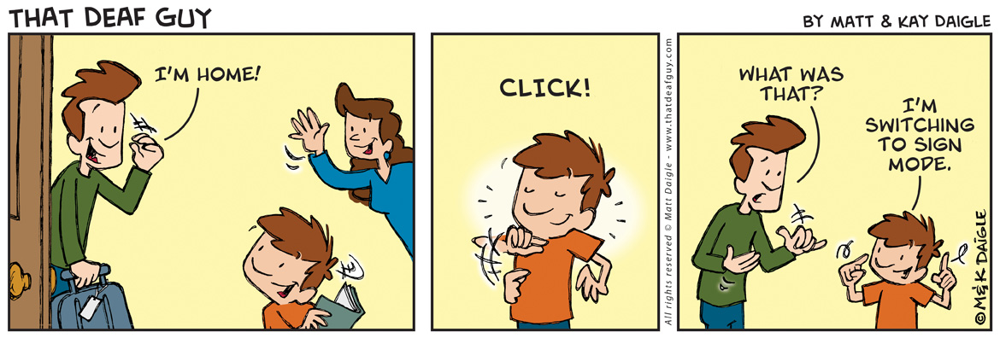 THAT DEAF GUY
BY MATT & KAY DAIGLE
I'M HOME!
CLICK!
All rights reserved © Matt Daigle - www.thatdeafguy.com
WHAT WAS
THAT?
I'M
SWITCHING
TO SIGN
MODE.
©M&K DAIGLE